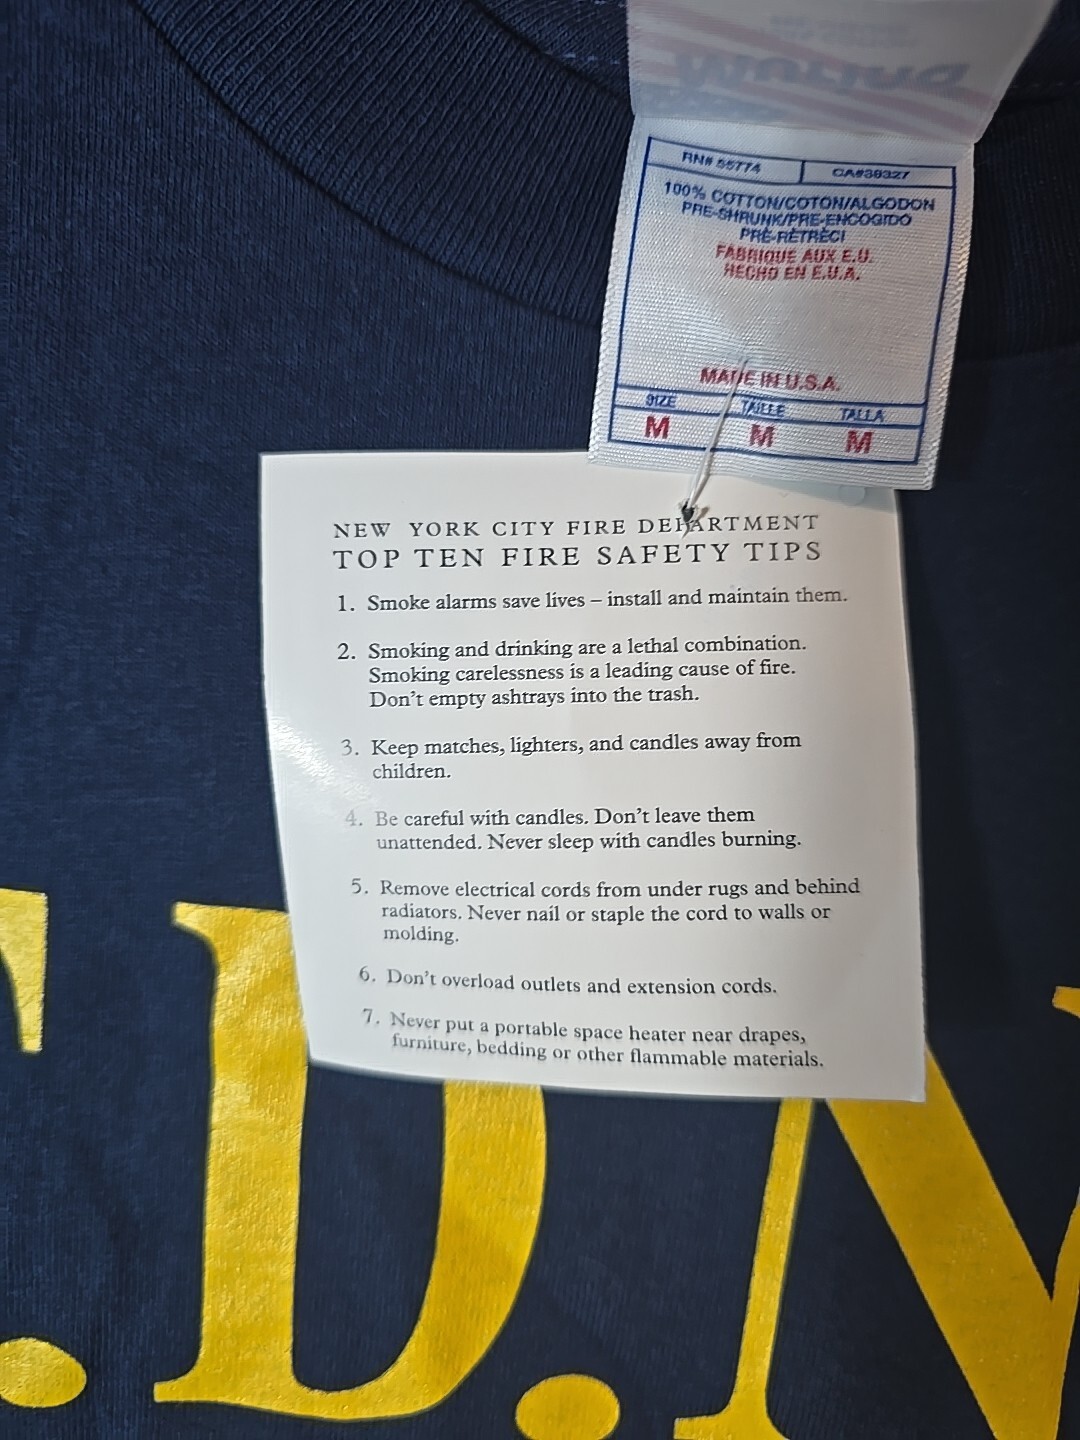 RN# 55774
CA#38327
100% COTTON/COTON/ALGODON
PRE-SHRUNK/PRE-ENCOGIDO
PRÉ-RÉTRÉCI
FABRIQUE AUX E.U.
HECHO EN E.U.A.
MADE IN U.S.A.
SIZE TAILLE TALLA
M M M
NEW YORK CITY FIRE DEPARTMENT
TOP TEN FIRE SAFETY TIPS
1. Smoke alarms save lives – install and maintain them.
2. Smoking and drinking are a lethal combination.
Smoking carelessness is a leading cause of fire.
Don't empty ashtrays into the trash.
3. Keep matches, lighters, and candles away from
children.
4. Be careful with candles. Don't leave them
unattended. Never sleep with candles burning.
5. Remove electrical cords from under rugs and behind
radiators. Never nail or staple the cord to walls or
molding.
6. Don't overload outlets and extension cords.
7. Never put a portable space heater near drapes,
furniture, bedding or other flammable materials.
F.D.N